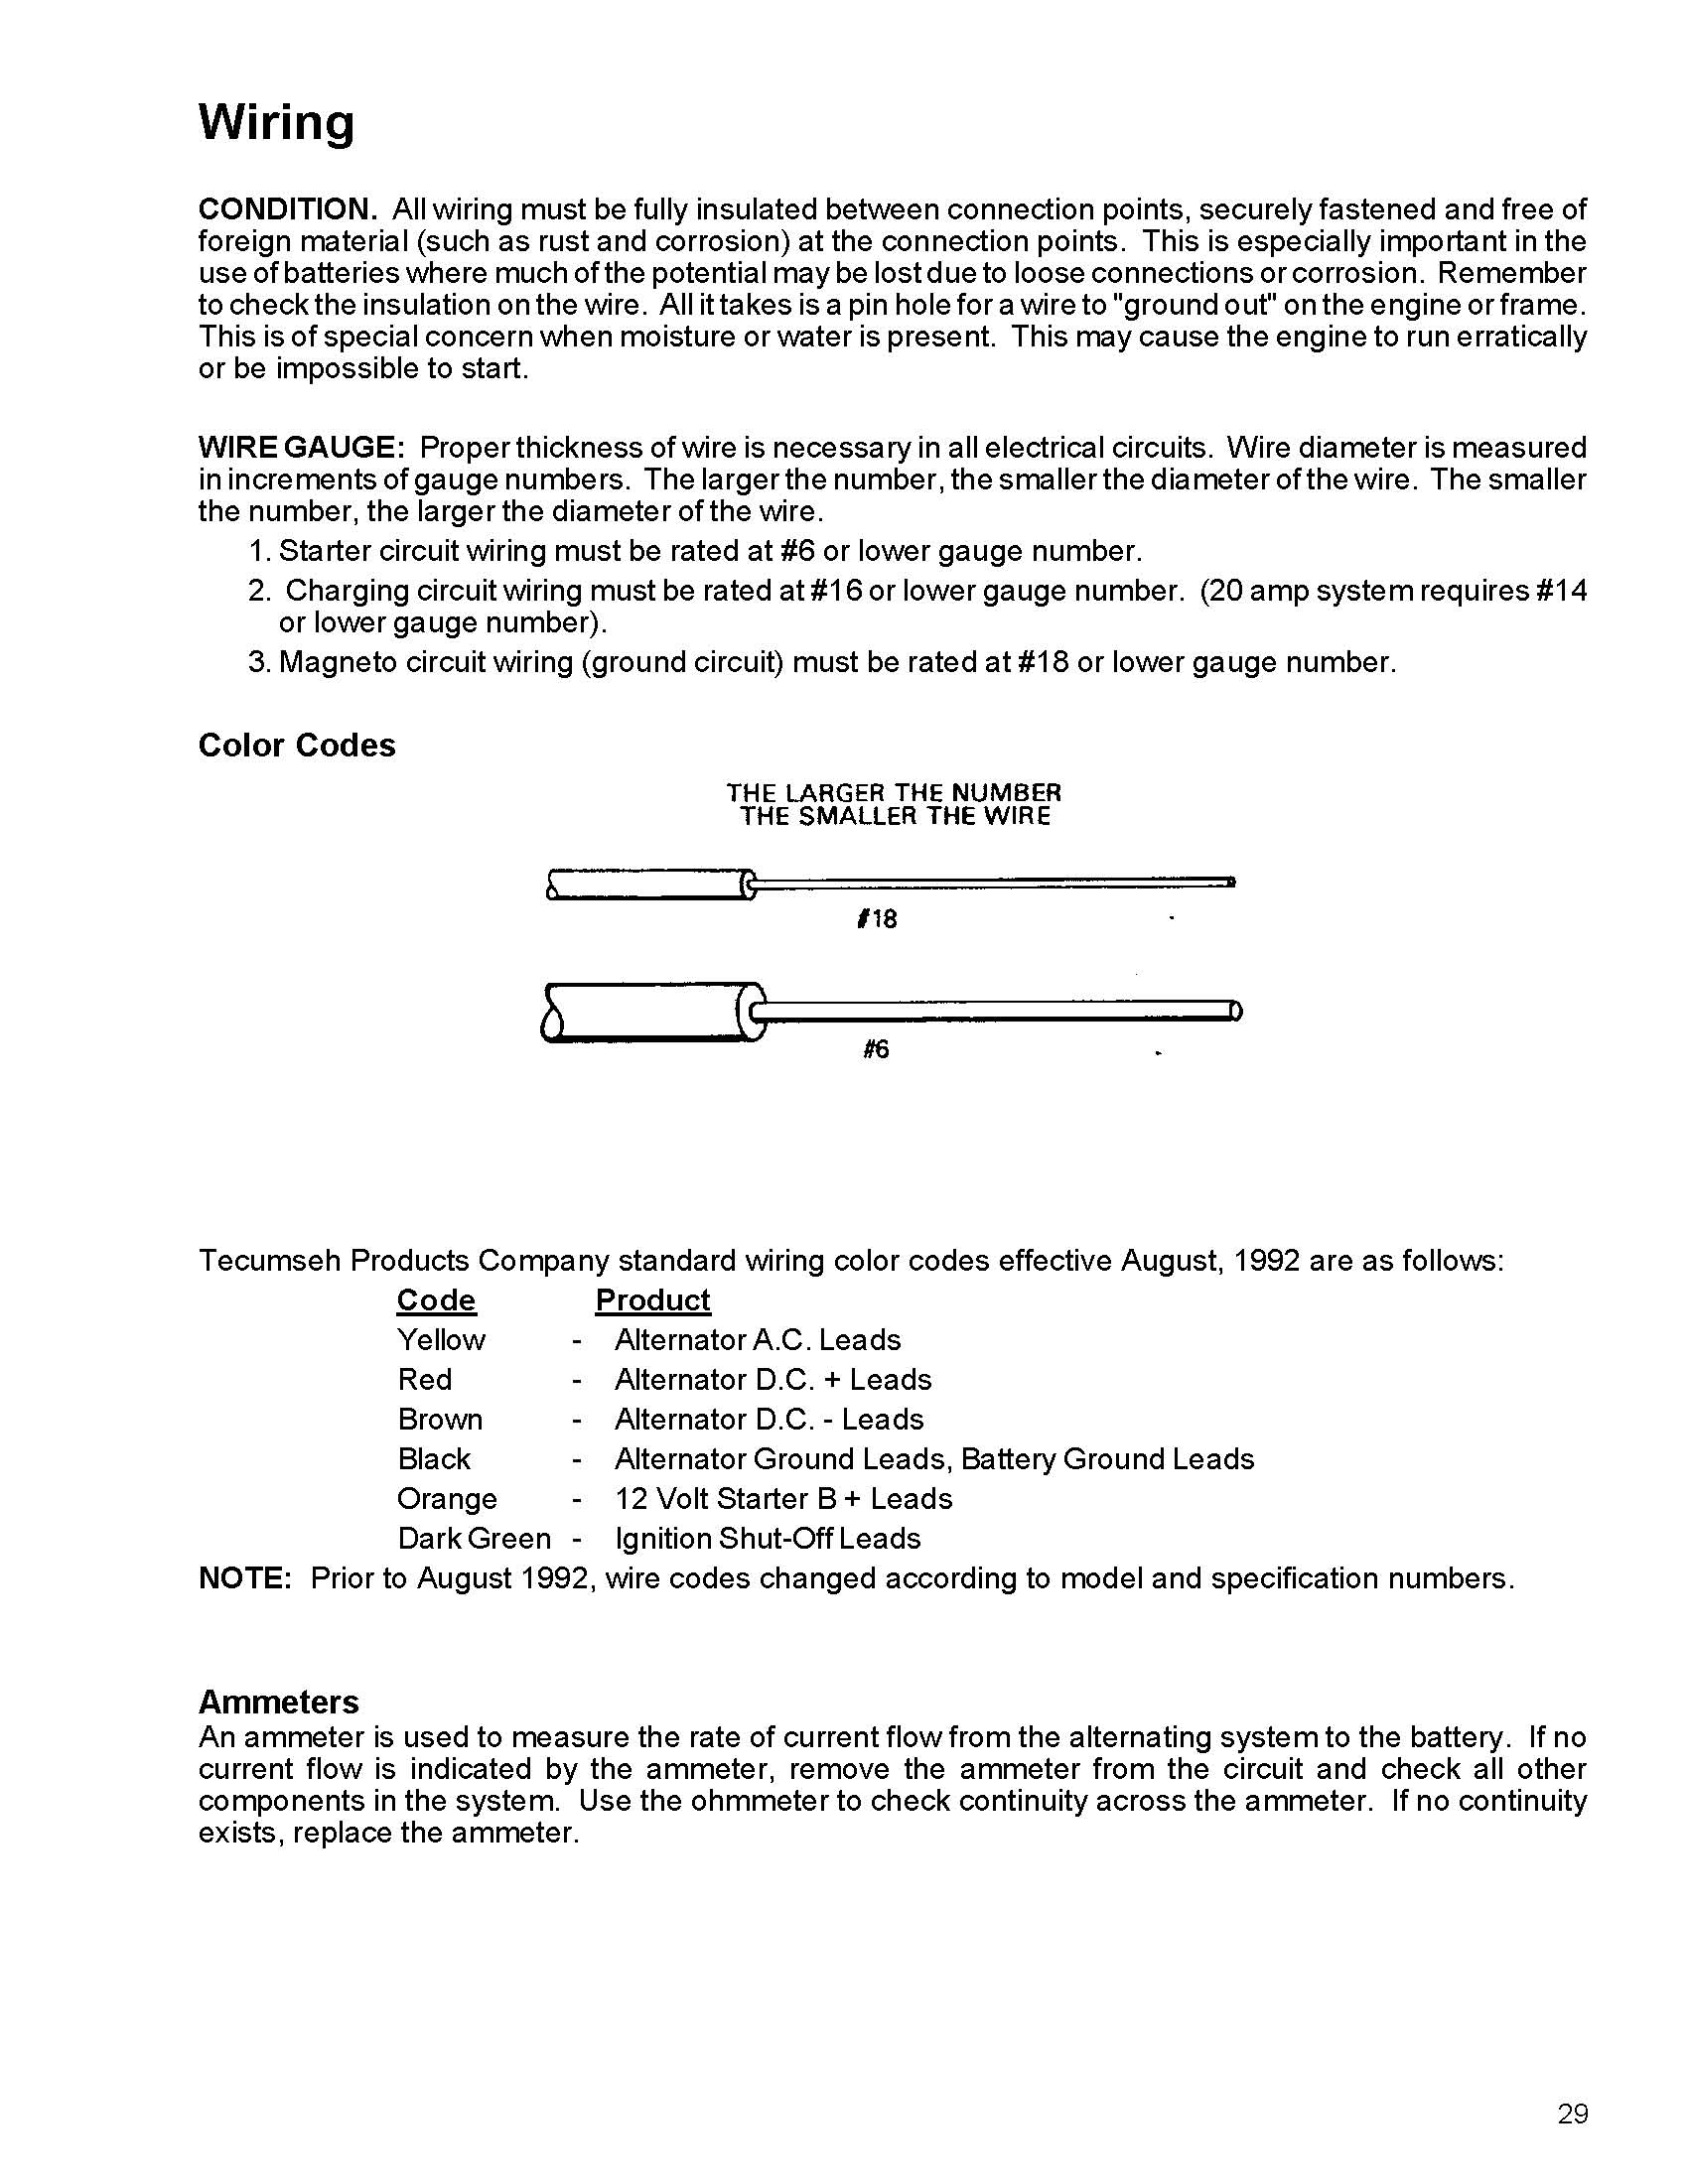 Wiring
CONDITION. All wiring must be fully insulated between connection points, securely fastened and free of
foreign material (such as rust and corrosion) at the connection points. This is especially important in the
use of batteries where much of the potential may be lost due to loose connections or corrosion. Remember
to check the insulation on the wire. All it takes is a pin hole for a wire to "ground out" on the engine or frame.
This is of special concern when moisture or water is present. This may cause the engine to run erratically
or be impossible to start.
WIRE GAUGE: Proper thickness of wire is necessary in all electrical circuits. Wire diameter is measured
in increments of gauge numbers. The larger the number, the smaller the diameter of the wire. The smaller
the number, the larger the diameter of the wire.
1. Starter circuit wiring must be rated at #6 or lower gauge number.
2. Charging circuit wiring must be rated at #16 or lower gauge number. (20 amp system requires #14
or lower gauge number).
3. Magneto circuit wiring (ground circuit) must be rated at #18 or lower gauge number.
Color Codes
THE LARGER THE NUMBER
THE SMALLER THE WIRE
#18
#6
Tecumseh Products Company standard wiring color codes effective August, 1992 are as follows:
Code Product
Yellow - Alternator A.C. Leads
Red - Alternator D.C. + Leads
Brown - Alternator D.C. - Leads
Black - Alternator Ground Leads, Battery Ground Leads
Orange - 12 Volt Starter B + Leads
Dark Green - Ignition Shut-Off Leads
NOTE: Prior to August 1992, wire codes changed according to model and specification numbers.
Ammeters
An ammeter is used to measure the rate of current flow from the alternating system to the battery. If no
current flow is indicated by the ammeter, remove the ammeter from the circuit and check all other
components in the system. Use the ohmmeter to check continuity across the ammeter. If no continuity
exists, replace the ammeter.
29